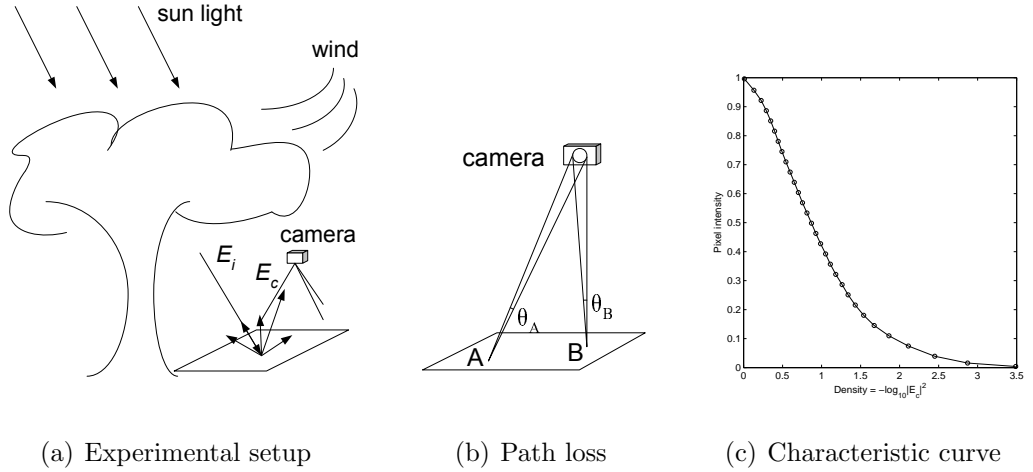 sun light
wind
camera
E_i
E_c
camera
θ_A
θ_B
A
B
1
0.9
0.8
0.7
0.6
0.5
0.4
0.3
0.2
0.1
0
Pixel intensity
0 0.5 1 1.5 2 2.5 3 3.5
Density = −log₁₀|E_c|²
(a) Experimental setup
(b) Path loss
(c) Characteristic curve